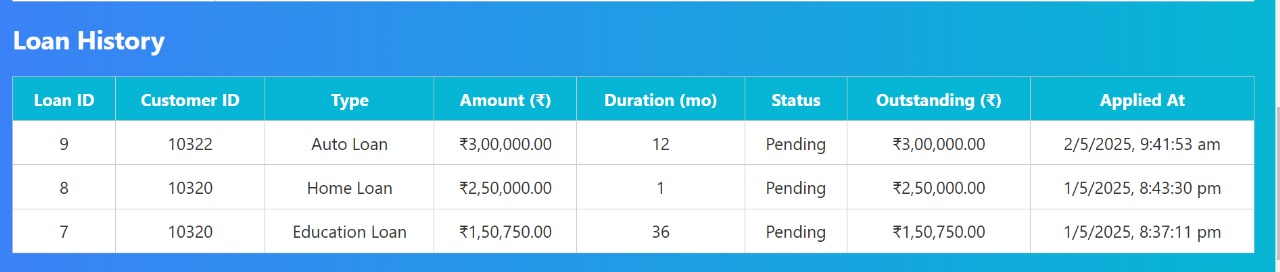 Loan History
Loan ID Customer ID Type Amount (₹) Duration (mo) Status Outstanding (₹) Applied At
9 10322 Auto Loan ₹3,00,000.00 12 Pending ₹3,00,000.00 2/5/2025, 9:41:53 am
8 10320 Home Loan ₹2,50,000.00 1 Pending ₹2,50,000.00 1/5/2025, 8:43:30 pm
7 10320 Education Loan ₹1,50,750.00 36 Pending ₹1,50,750.00 1/5/2025, 8:37:11 pm